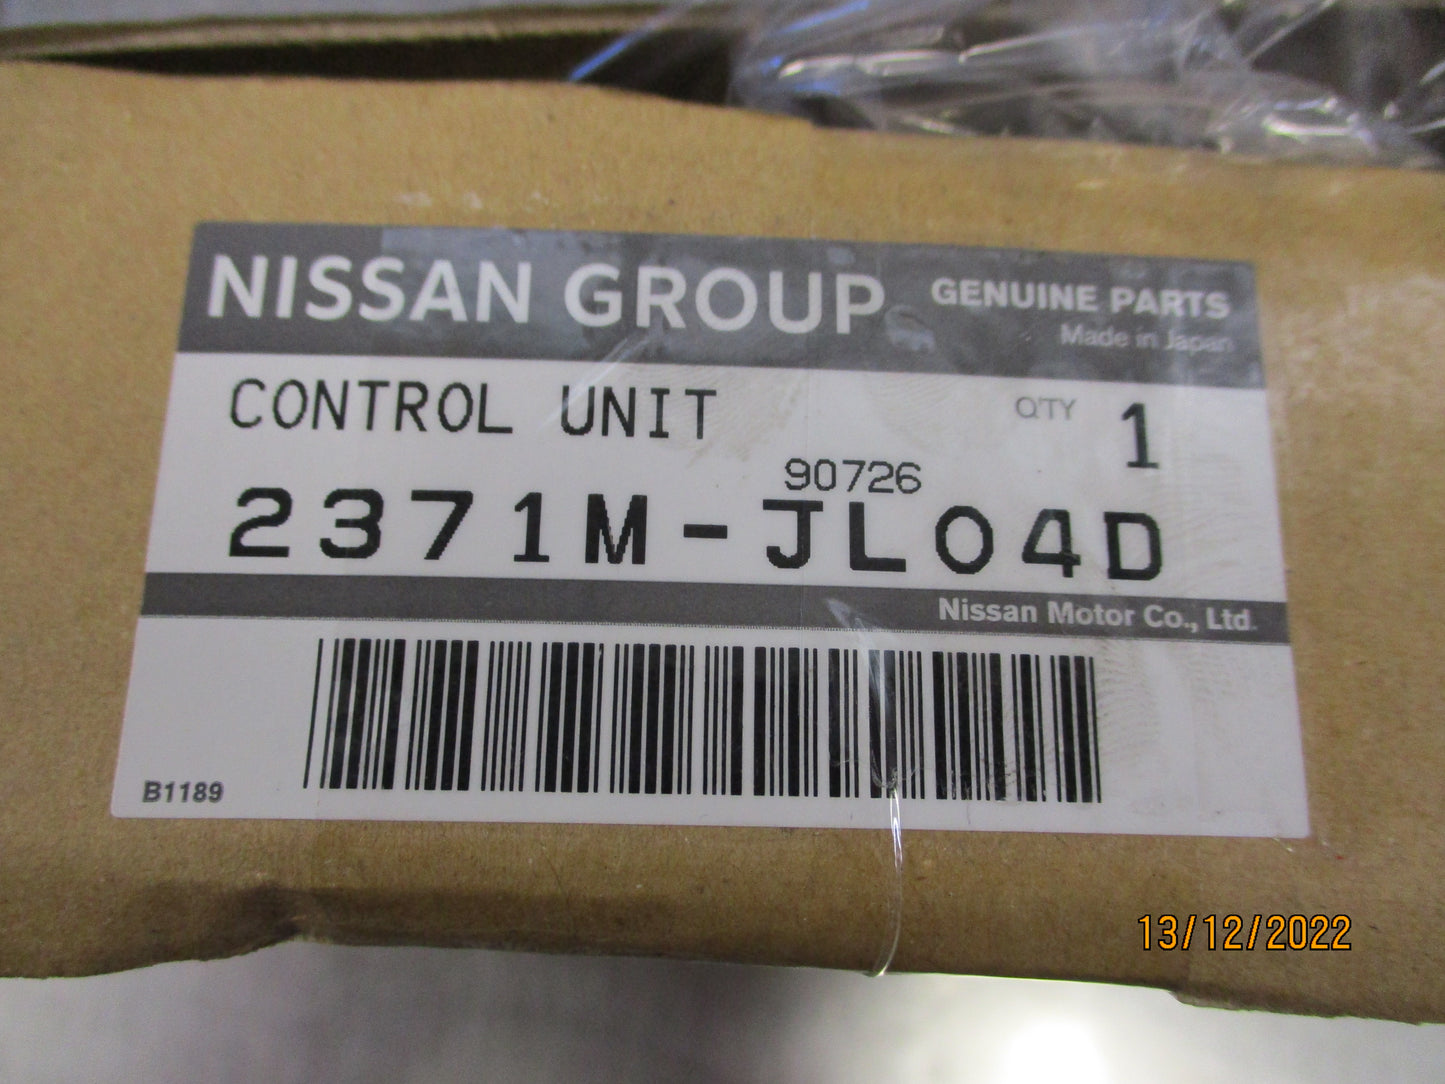 NISSAN GROUP
GENUINE PARTS
Made in Japan
CONTROL UNIT
Q'TY 1
90726
2371M-JL04D
Nissan Motor Co., Ltd.
B1189
13/12/2022